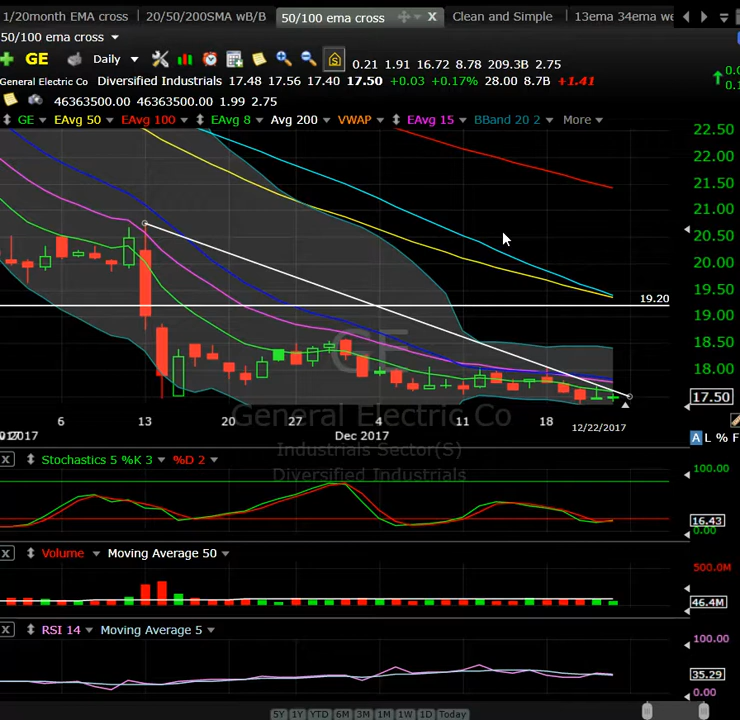 1/20month EMA cross 20/50/200SMA wB/B 50/100 ema cross X Clean and Simple 13ema 34ema we
50/100 ema cross
GE Daily 0.21 1.91 16.72 8.78 209.3B 2.75
General Electric Co Diversified Industrials 17.48 17.56 17.40 17.50 +0.03 +0.17% 28.00 8.7B +1.41
46363500.00 46363500.00 1.99 2.75
GE EAvg 50 EAvg 100 EAvg 8 Avg 200 VWAP EAvg 15 BBand 20 2 More
22.50
22.00
21.50
21.00
20.50
20.00
19.50
19.20
19.00
18.50
18.00
17.50
GE
General Electric Co
Industrials Sector(S)
Diversified Industrials
2017 6 13 20 27 4 11 18 12/22/2017
Dec 2017
A L % F
X Stochastics 5 %K 3 %D 2 100.00
16.43
0.00
X Volume Moving Average 50
500.0M
46.4M
X RSI 14 Moving Average 5 100.00
35.29
0.00
5Y 1Y YTD 6M 3M 1M 1W 1D Today